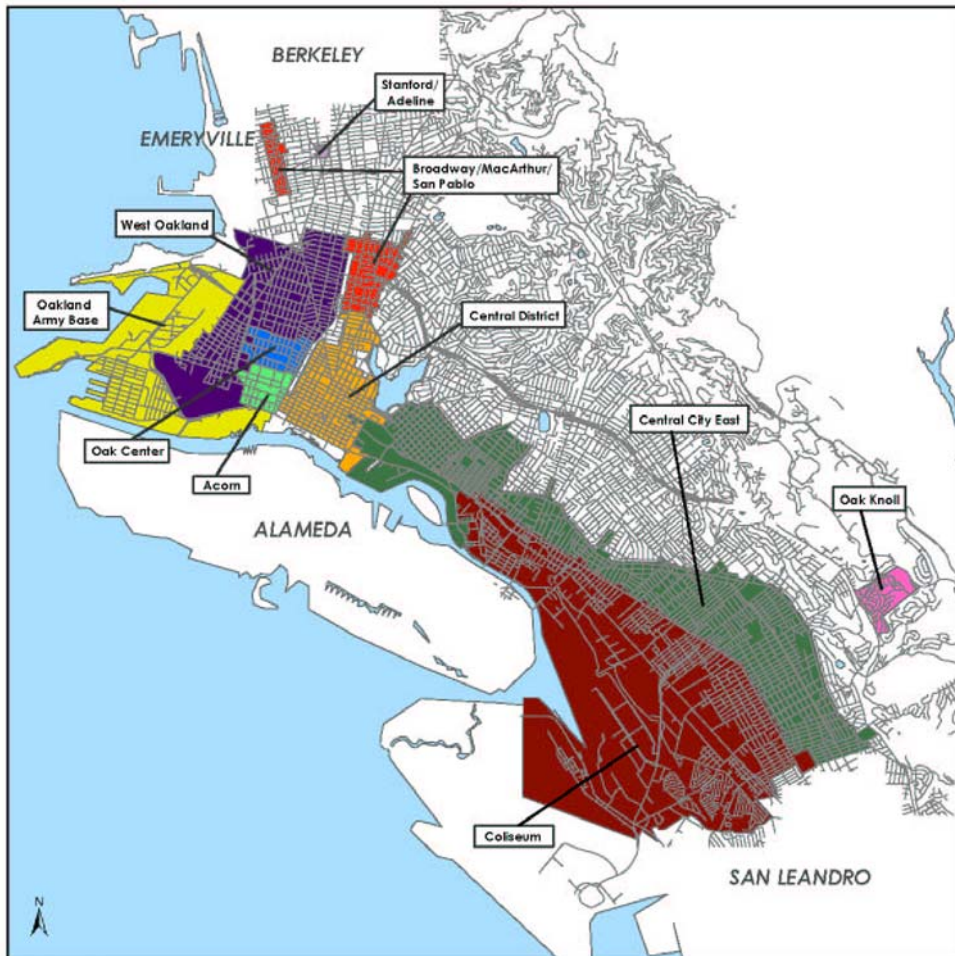 BERKELEY
Stanford/
Adeline
EMERYVILLE
Broadway/MacArthur/
San Pablo
West Oakland
Oakland
Army Base
Central District
Central City East
Oak Center
Acorn
Oak Knoll
ALAMEDA
Coliseum
SAN LEANDRO
N